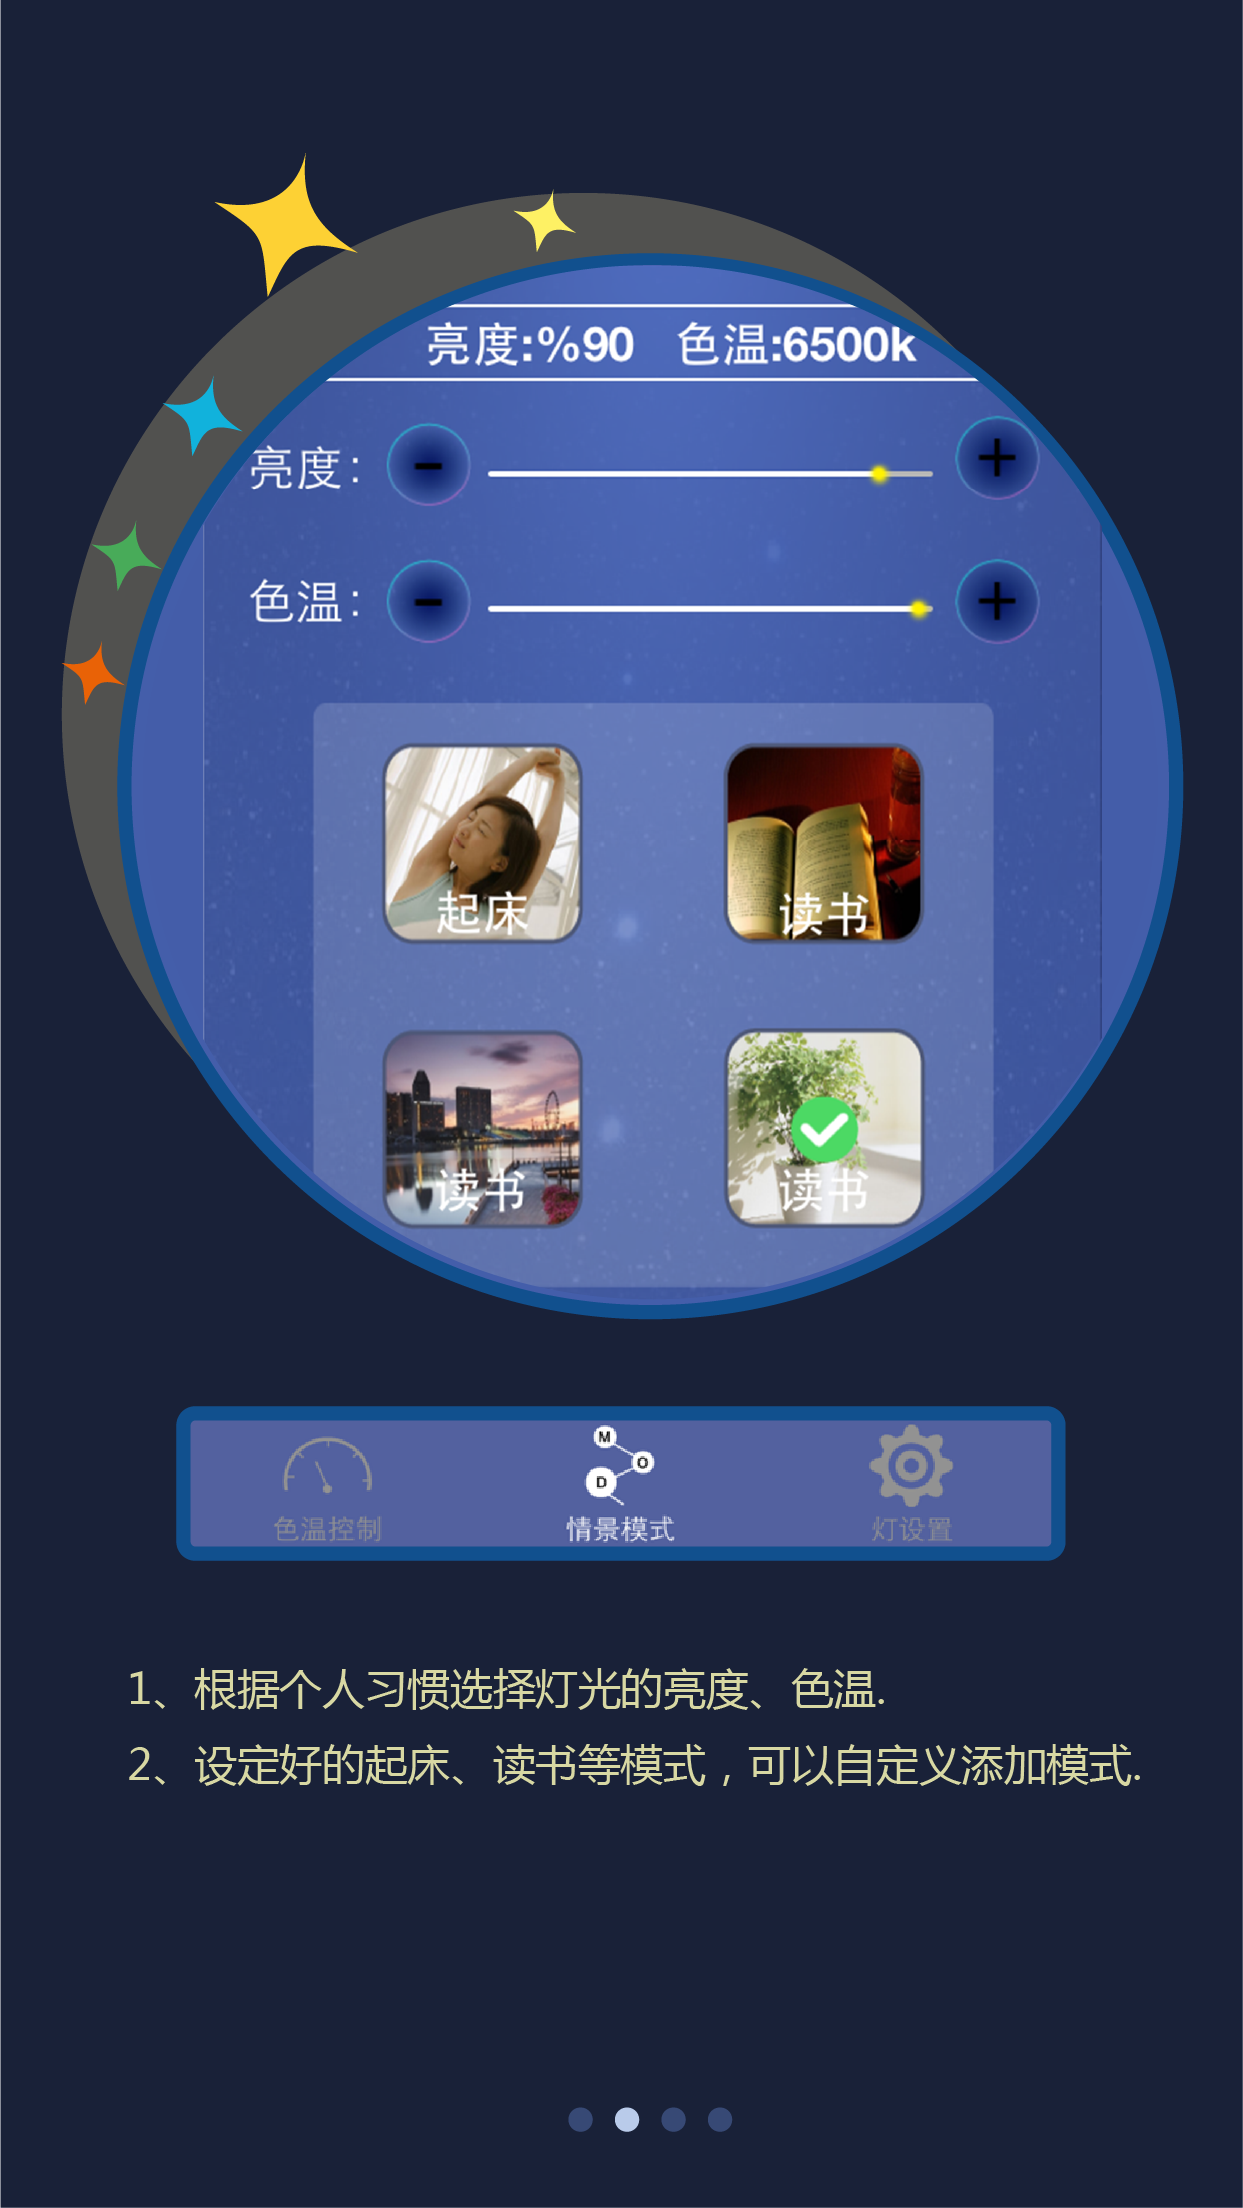 亮度:%90 色温:6500k
亮度:
-
+
色温:
-
+
起床
读书
读书
读书
M
O
D
色温控制
情景模式
灯设置
1、根据个人习惯选择灯光的亮度、色温.
2、设定好的起床、读书等模式，可以自定义添加模式.